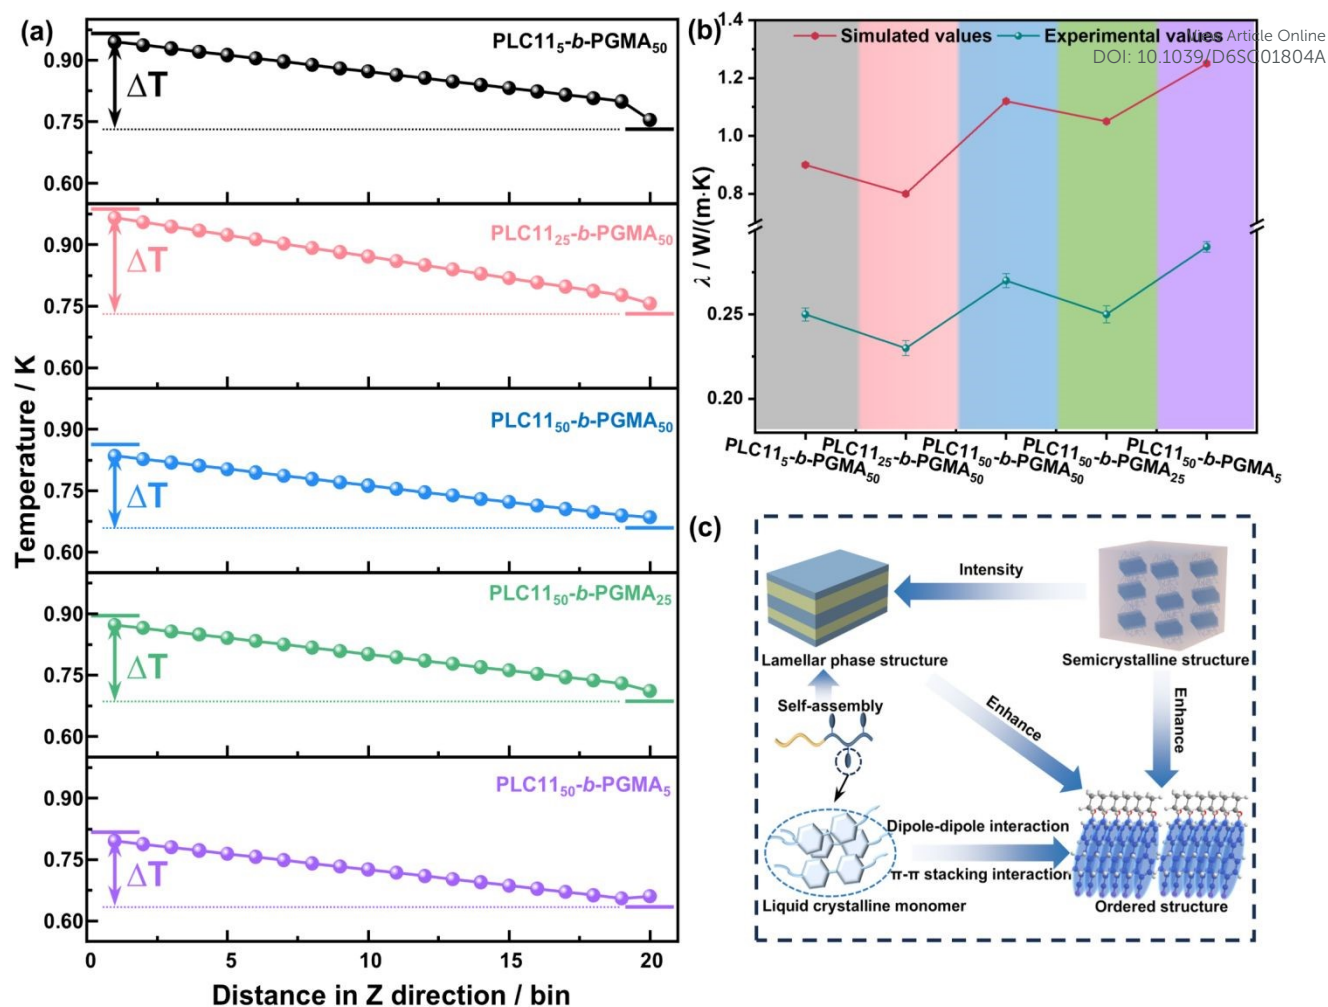 (a)
Temperature / K
0.90
0.75
0.60
ΔT
PLC11₅-b-PGMA₅₀
0.90
0.75
0.60
ΔT
PLC11₂₅-b-PGMA₅₀
0.90
0.75
0.60
ΔT
PLC11₅₀-b-PGMA₅₀
0.90
0.75
0.60
ΔT
PLC11₅₀-b-PGMA₂₅
0.90
0.75
0.60
ΔT
PLC11₅₀-b-PGMA₅
0 5 10 15 20
Distance in Z direction / bin
(b)
Simulated values Experimental values
Article Online
DOI: 10.1039/D6SC01804A
λ / W/(m·K)
1.4
1.2
1.0
0.8
0.25
0.20
PLC11₅-b-PGMA₅₀
PLC11₂₅-b-PGMA₅₀
PLC11₅₀-b-PGMA₅₀
PLC11₅₀-b-PGMA₂₅
PLC11₅₀-b-PGMA₅
(c)
Intensity
Lamellar phase structure
Semicrystalline structure
Self-assembly
Enhance
Enhance
Dipole-dipole interaction
π-π stacking interaction
Liquid crystalline monomer
Ordered structure